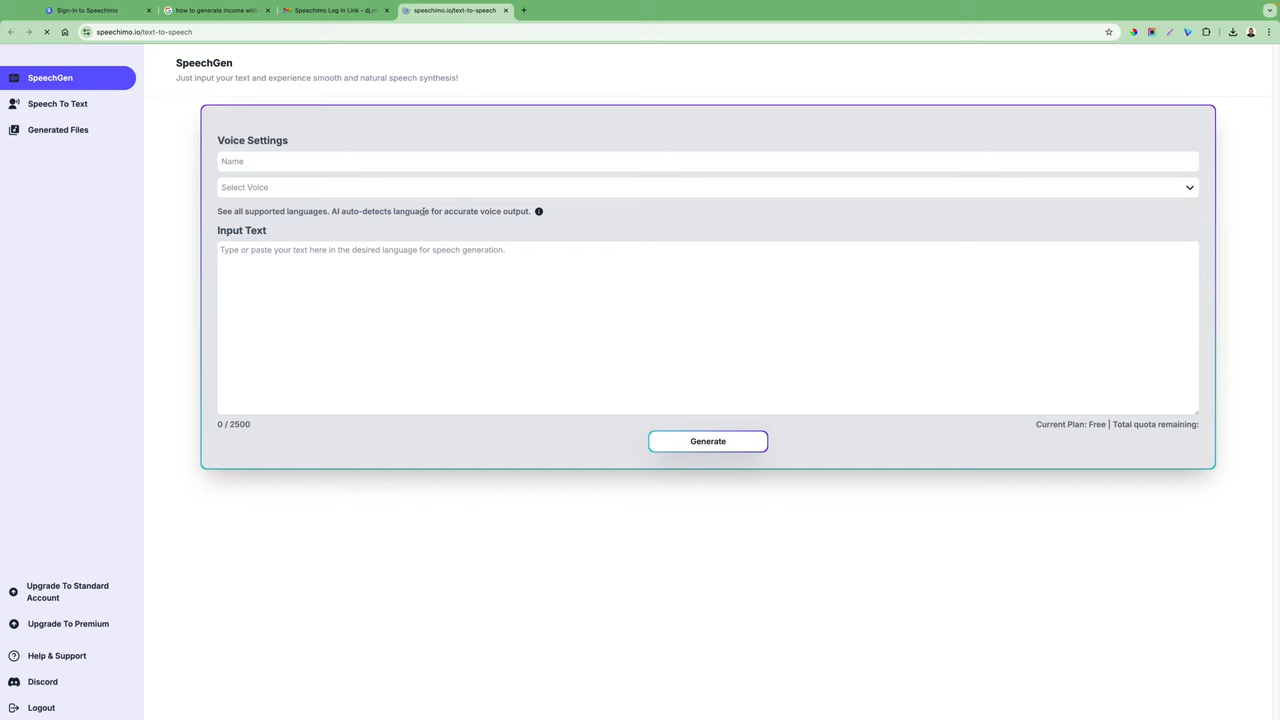 Sign-in to Speechimo
how to generate income with
Speechimo Log In Link – dj.m
speechimo.io/text-to-speech
speechimo.io/text-to-speech
SpeechGen
Speech To Text
Generated Files
SpeechGen
Just input your text and experience smooth and natural speech synthesis!
Voice Settings
Name
Select Voice
See all supported languages. AI auto-detects language for accurate voice output.
Input Text
Type or paste your text here in the desired language for speech generation.
0 / 2500
Current Plan: Free | Total quota remaining:
Generate
Upgrade To Standard
Account
Upgrade To Premium
Help & Support
Discord
Logout